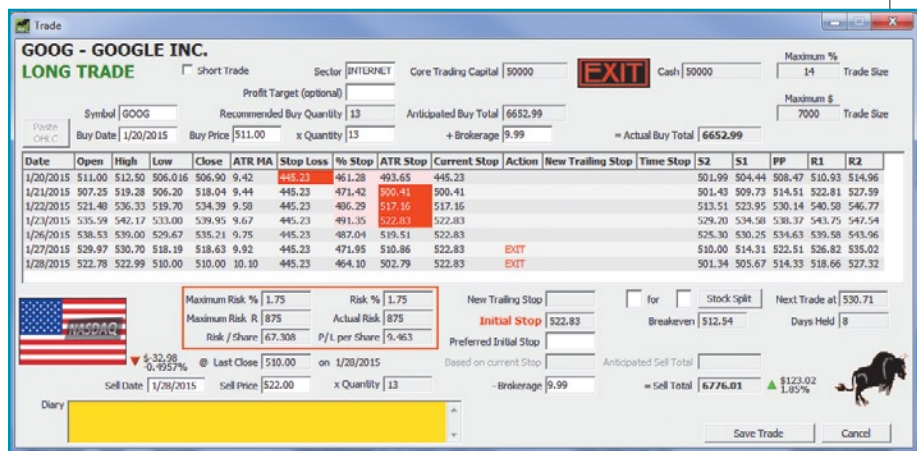 Trade
GOOG - GOOGLE INC.
LONG TRADE Short Trade Sector INTERNET Core Trading Capital 50000 EXIT Cash 50000 Maximum % 14 Trade Size
Profit Target (optional)
Symbol GOOG Recommended Buy Quantity 13 Anticipated Buy Total 6652.99 Maximum $ 7000 Trade Size
Paste OHLC Buy Date 1/20/2015 Buy Price 511.00 x Quantity 13 + Brokerage 9.99 = Actual Buy Total 6652.99
Date Open High Low Close ATR MA Stop Loss % Stop ATR Stop Current Stop Action New Trailing Stop Time Stop S2 S1 PP R1 R2
1/20/2015 511.00 512.50 506.016 506.90 9.42 445.23 461.28 493.65 445.23 501.99 504.44 508.47 510.93 514.96
1/21/2015 507.25 519.28 506.20 518.04 9.44 445.23 471.42 500.41 500.41 501.43 509.73 514.51 522.81 527.59
1/22/2015 521.48 536.33 519.70 534.39 9.58 445.23 486.29 517.16 517.16 513.51 523.95 530.14 540.58 546.77
1/23/2015 535.59 542.17 533.00 539.95 9.67 445.23 491.35 522.83 522.83 529.20 534.58 538.37 543.75 547.54
1/26/2015 538.53 539.00 529.67 535.21 9.75 445.23 487.04 519.51 522.83 525.30 530.25 534.63 539.58 543.96
1/27/2015 529.97 530.70 518.19 518.63 9.92 445.23 471.95 510.86 522.83 EXIT 510.00 514.31 522.51 526.82 535.02
1/28/2015 522.78 522.99 510.00 510.00 10.10 445.23 464.10 502.79 522.83 EXIT 501.34 505.67 514.33 518.66 527.32
Maximum Risk % 1.75 Risk % 1.75 New Trailing Stop for Stock Split Next Trade at 530.71
NASDAQ Maximum Risk R 875 Actual Risk 875 Initial Stop 522.83 Breakeven 512.54 Days Held 8
Risk / Share 67.308 P/L per Share 9.463 Preferred Initial Stop
$-32.98
-0.4957% @ Last Close 510.00 on 1/28/2015 Based on current Stop Anticipated Sell Total
Sell Date 1/28/2015 Sell Price 522.00 x Quantity 13 - Brokerage 9.99 = Sell Total 6776.01 $123.02
1.85%
Diary
Save Trade Cancel